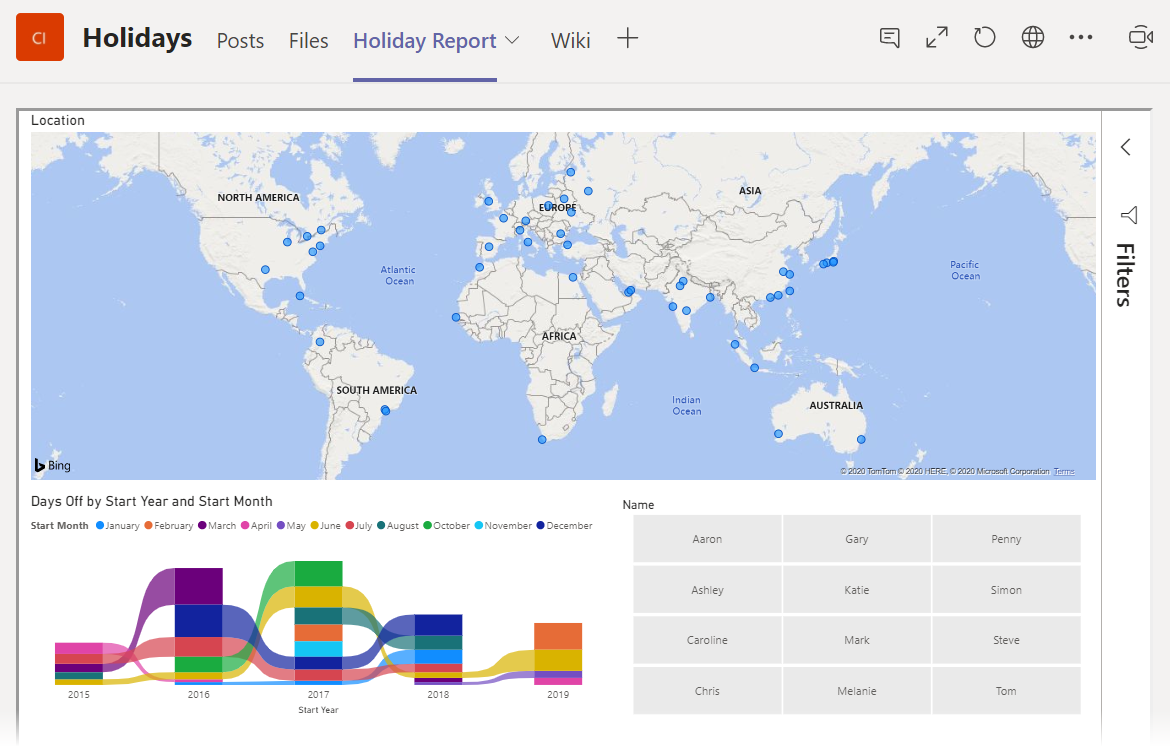 CI Holidays Posts Files Holiday Report Wiki
Location
NORTH AMERICA
EUROPE
ASIA
Atlantic
Ocean
Pacific
Ocean
AFRICA
SOUTH AMERICA
Indian
Ocean
AUSTRALIA
Bing
© 2020 TomTom © 2020 HERE, © 2020 Microsoft Corporation Terms
Filters
Days Off by Start Year and Start Month
Start Month January February March April May June July August October November December
2015 2016 2017 2018 2019
Start Year
Name
Aaron Gary Penny
Ashley Katie Simon
Caroline Mark Steve
Chris Melanie Tom